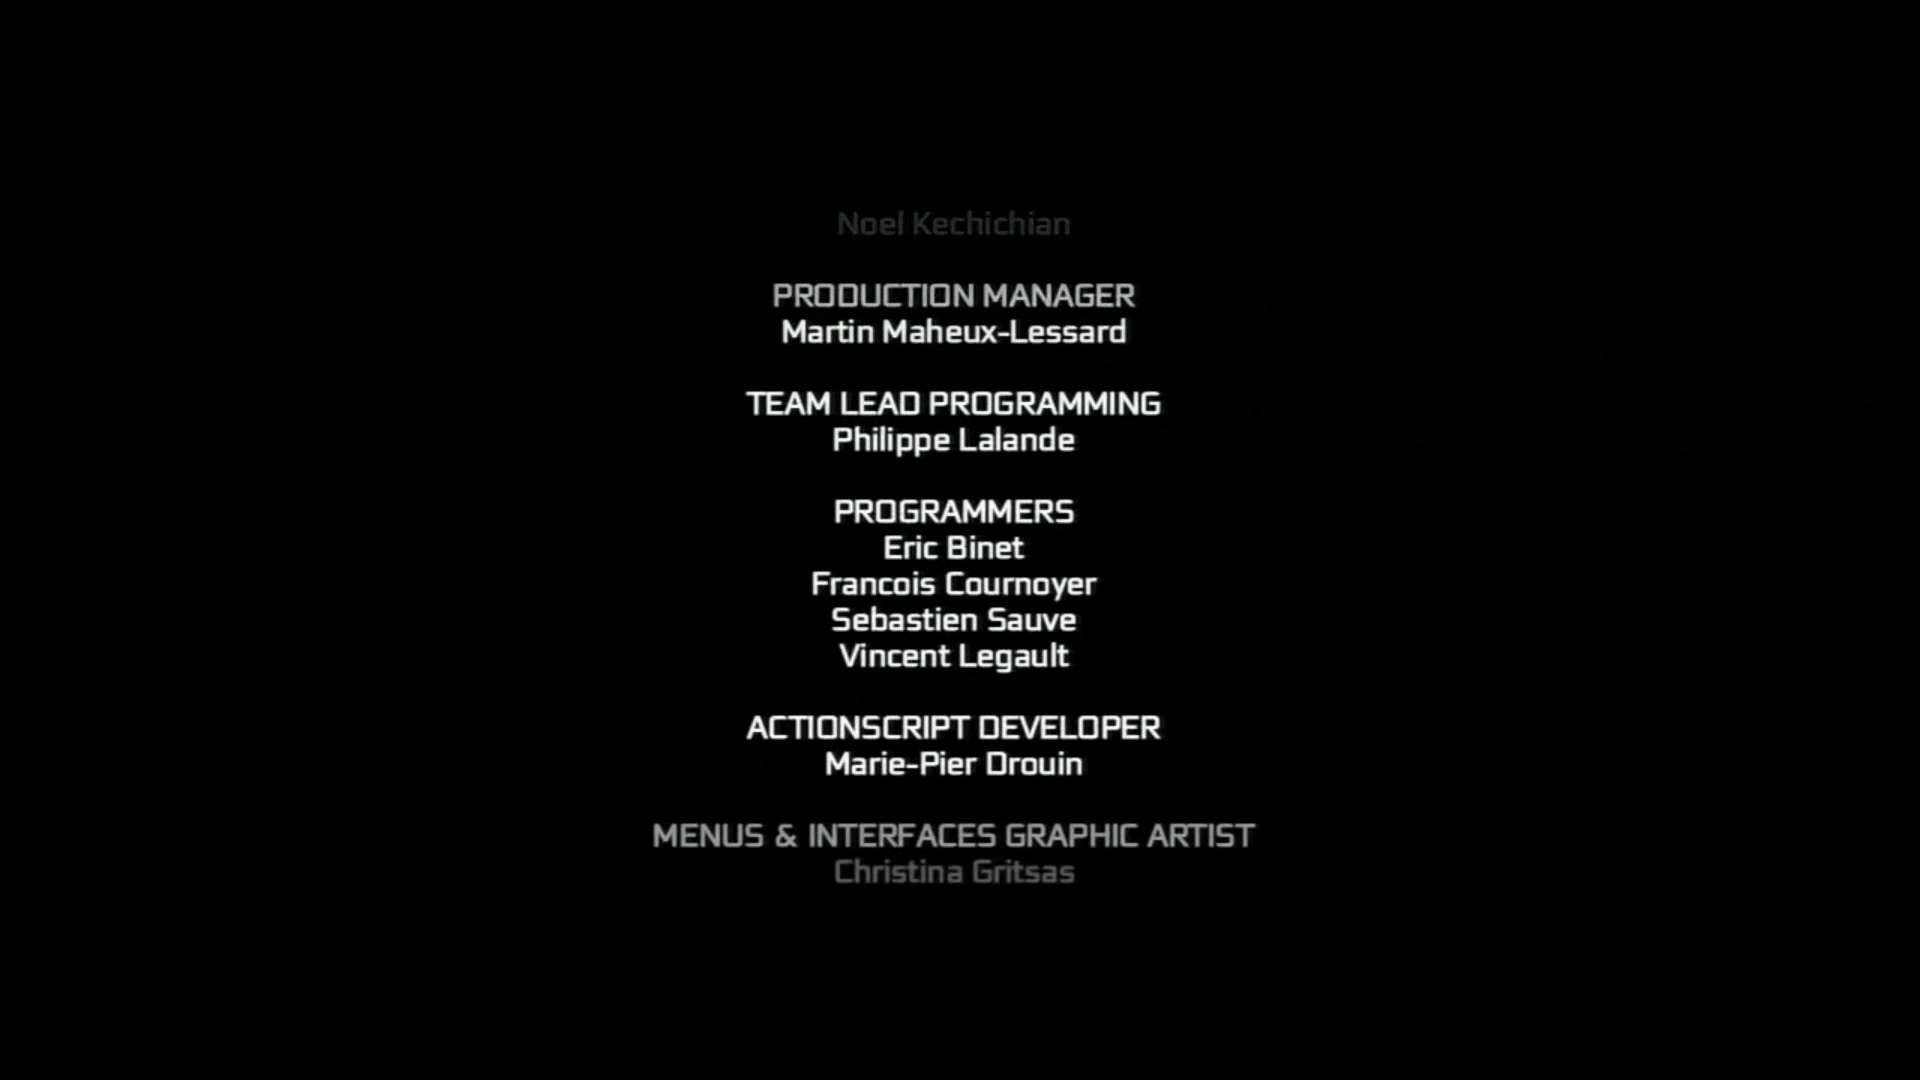 Noel Kechichian
PRODUCTION MANAGER
Martin Maheux-Lessard
TEAM LEAD PROGRAMMING
Philippe Lalande
PROGRAMMERS
Eric Binet
Francois Cournoyer
Sebastien Sauve
Vincent Legault
ACTIONSCRIPT DEVELOPER
Marie-Pier Drouin
MENUS & INTERFACES GRAPHIC ARTIST
Christina Gritsas